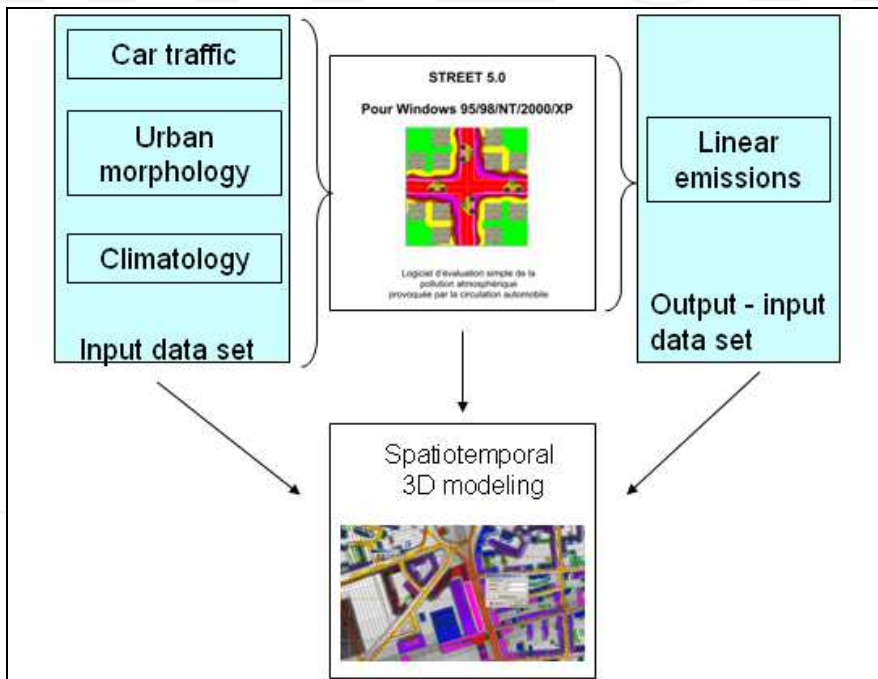 Car traffic
Urban
morphology
Climatology
Input data set
STREET 5.0
Pour Windows 95/98/NT/2000/XP
Logiciel d'évaluation simple de la
pollution atmosphérique
provoquée par la circulation automobile
Linear
emissions
Output - input
data set
Spatiotemporal
3D modeling